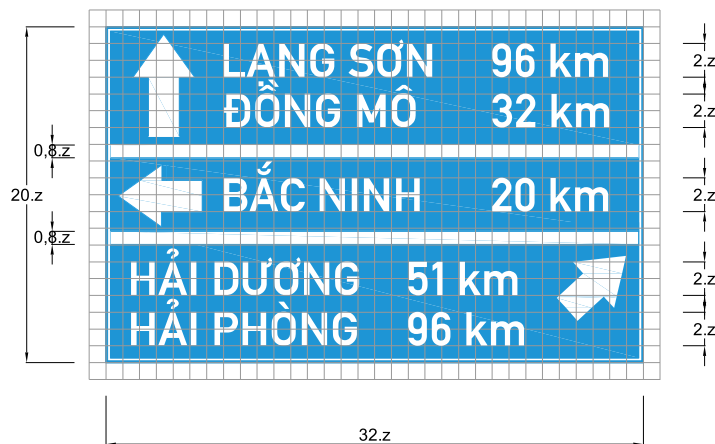 LẠNG SƠN 96 km
ĐỒNG MÔ 32 km
BẮC NINH 20 km
HẢI DƯƠNG 51 km
HẢI PHÒNG 96 km
20.z
0,8.z
0,8.z
2.z
2.z
2.z
2.z
2.z
32.z